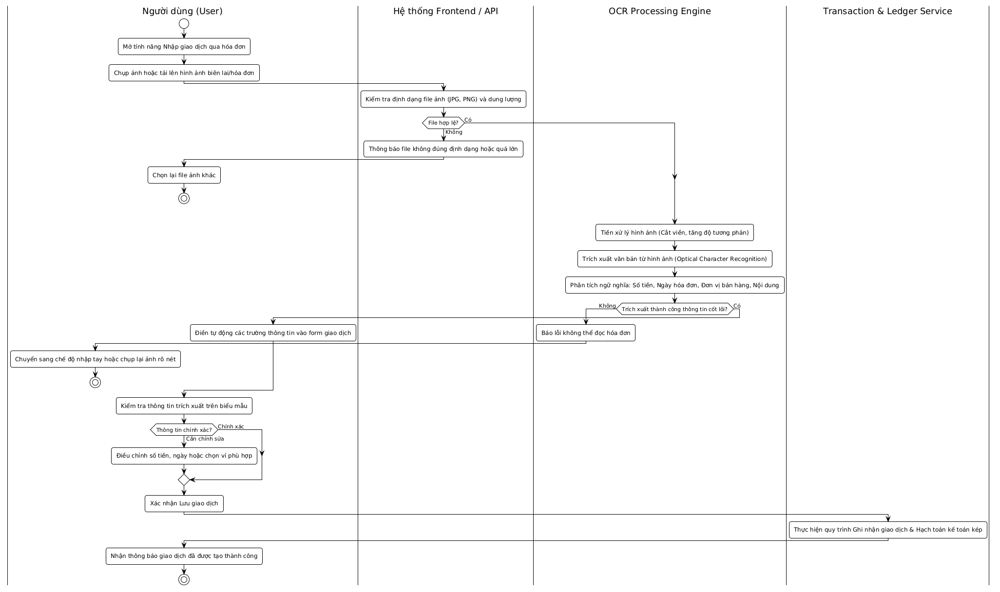 Người dùng (User)
Hệ thống Frontend / API
OCR Processing Engine
Transaction & Ledger Service
Mở tính năng Nhập giao dịch qua hóa đơn
Chụp ảnh hoặc tải lên hình ảnh biên lai/hóa đơn
Kiểm tra định dạng file ảnh (JPG, PNG) và dung lượng
File hợp lệ?
Có
Không
Thông báo file không đúng định dạng hoặc quá lớn
Chọn lại file ảnh khác
Tiền xử lý hình ảnh (Cắt viền, tăng độ tương phản)
Trích xuất văn bản từ hình ảnh (Optical Character Recognition)
Phân tích ngữ nghĩa: Số tiền, Ngày hóa đơn, Đơn vị bán hàng, Nội dung
Không
Trích xuất thành công thông tin cốt lõi?
Có
Điền tự động các trường thông tin vào form giao dịch
Báo lỗi không thể đọc hóa đơn
Chuyển sang chế độ nhập tay hoặc chụp lại ảnh rõ nét
Kiểm tra thông tin trích xuất trên biểu mẫu
Thông tin chính xác?
Chính xác
Cần chỉnh sửa
Điều chỉnh số tiền, ngày hoặc chọn ví phù hợp
Xác nhận Lưu giao dịch
Thực hiện quy trình Ghi nhận giao dịch & Hạch toán kế toán kép
Nhận thông báo giao dịch đã được tạo thành công